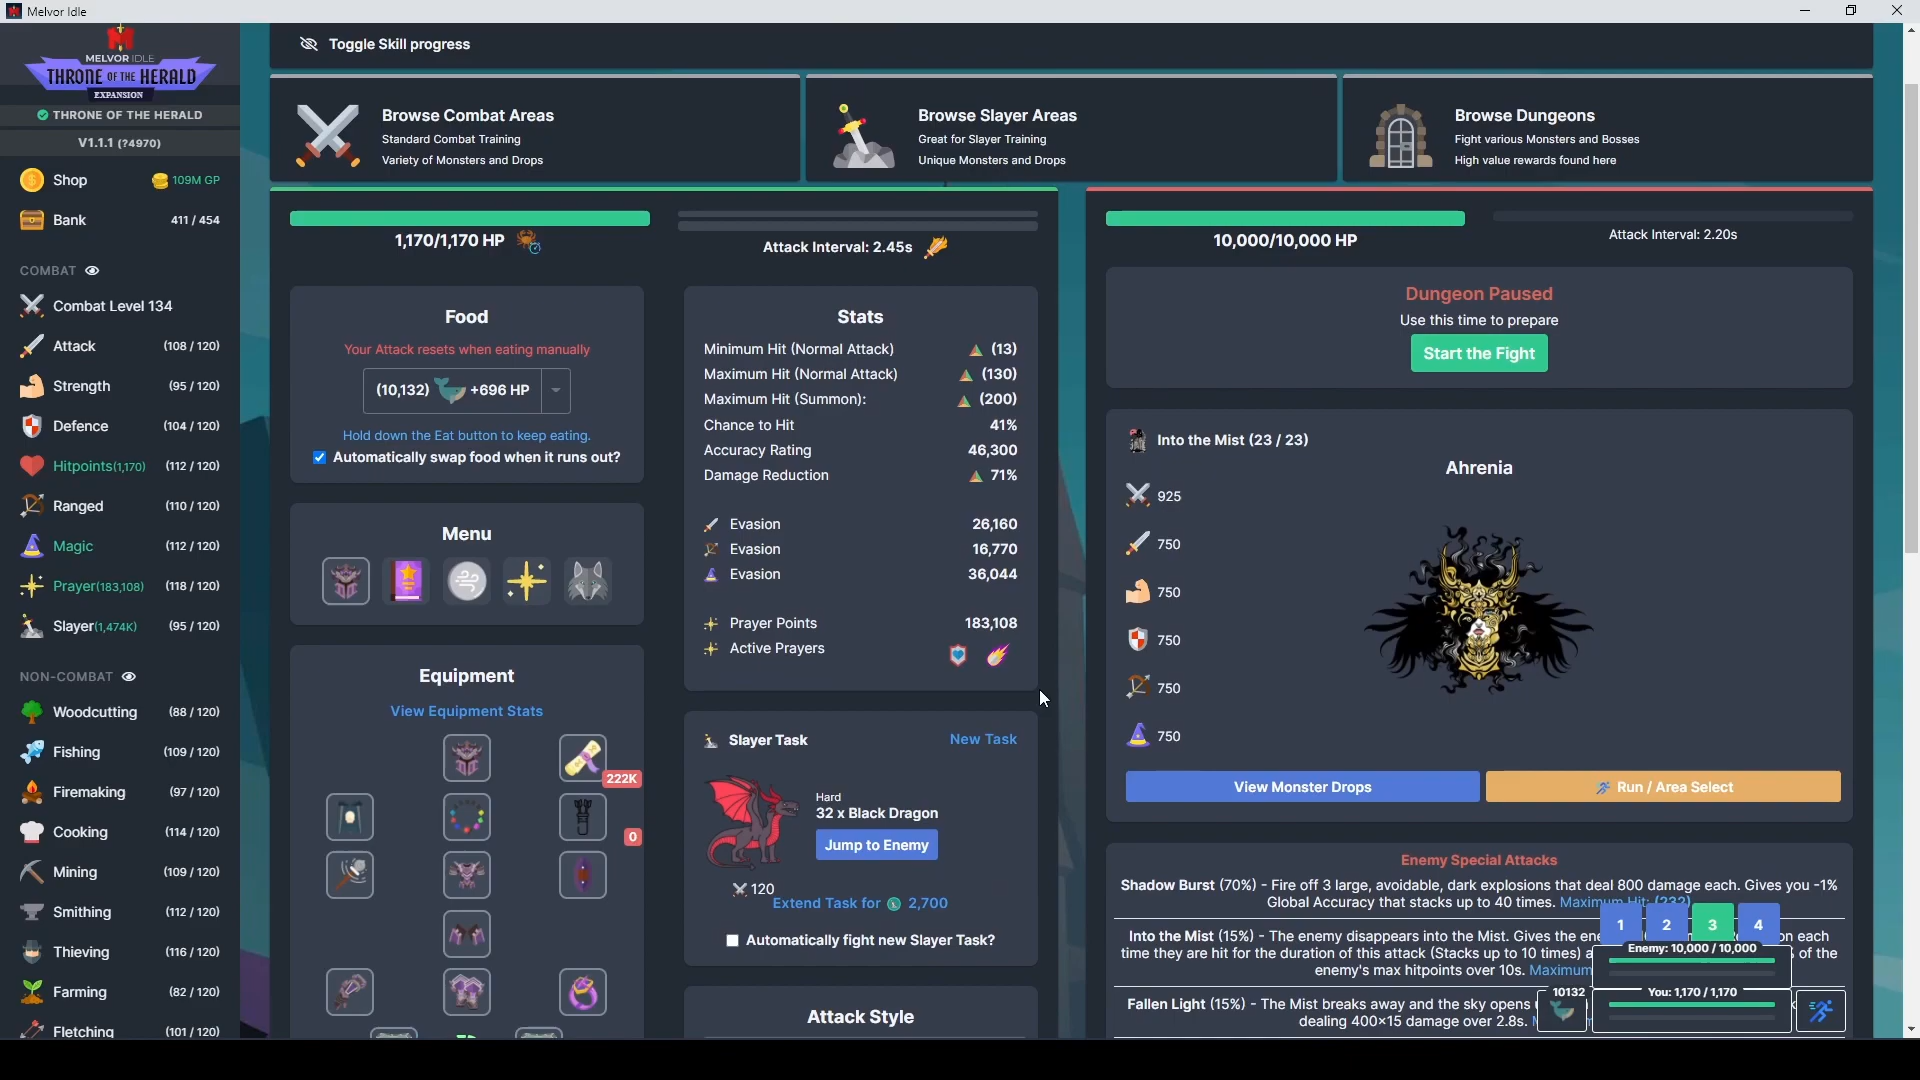 Melvor Idle
MELVOR IDLE
THRONE OF THE HERALD
EXPANSION
THRONE OF THE HERALD
V1.1.1 (?4970)
Shop 109M GP
Bank 411 / 454
COMBAT
Combat Level 134
Attack (108 / 120)
Strength (95 / 120)
Defence (104 / 120)
Hitpoints(1,170) (112 / 120)
Ranged (110 / 120)
Magic (112 / 120)
Prayer(183,108) (118 / 120)
Slayer(1,474K) (95 / 120)
NON-COMBAT
Woodcutting (88 / 120)
Fishing (109 / 120)
Firemaking (97 / 120)
Cooking (114 / 120)
Mining (109 / 120)
Smithing (112 / 120)
Thieving (116 / 120)
Farming (82 / 120)
Fletching (101 / 120)
Toggle Skill progress
Browse Combat Areas
Standard Combat Training
Variety of Monsters and Drops
Browse Slayer Areas
Great for Slayer Training
Unique Monsters and Drops
Browse Dungeons
Fight various Monsters and Bosses
High value rewards found here
1,170/1,170 HP
Attack Interval: 2.45s
Food
Your Attack resets when eating manually
(10,132) +696 HP
Hold down the Eat button to keep eating.
Automatically swap food when it runs out?
Menu
Equipment
View Equipment Stats
222K
0
Stats
Minimum Hit (Normal Attack) (13)
Maximum Hit (Normal Attack) (130)
Maximum Hit (Summon): (200)
Chance to Hit 41%
Accuracy Rating 46,300
Damage Reduction 71%
Evasion 26,160
Evasion 16,770
Evasion 36,044
Prayer Points 183,108
Active Prayers
Slayer Task New Task
Hard
32 x Black Dragon
Jump to Enemy
120
Extend Task for 2,700
Automatically fight new Slayer Task?
Attack Style
10,000/10,000 HP
Attack Interval: 2.20s
Dungeon Paused
Use this time to prepare
Start the Fight
Into the Mist (23 / 23)
Ahrenia
925
750
750
750
750
750
View Monster Drops
Run / Area Select
Enemy Special Attacks
Shadow Burst (70%) - Fire off 3 large, avoidable, dark explosions that deal 800 damage each. Gives you -1%
Global Accuracy that stacks up to 40 times. Maximum Hit: (232)
Into the Mist (15%) - The enemy disappears into the Mist. Gives the on each
time they are hit for the duration of this attack (Stacks up to 10 times) of the
enemy's max hitpoints over 10s. Maximum
Fallen Light (15%) - The Mist breaks away and the sky opens
dealing 400x15 damage over 2.8s.
1 2 3 4
Enemy: 10,000 / 10,000
10132
You: 1,170 / 1,170